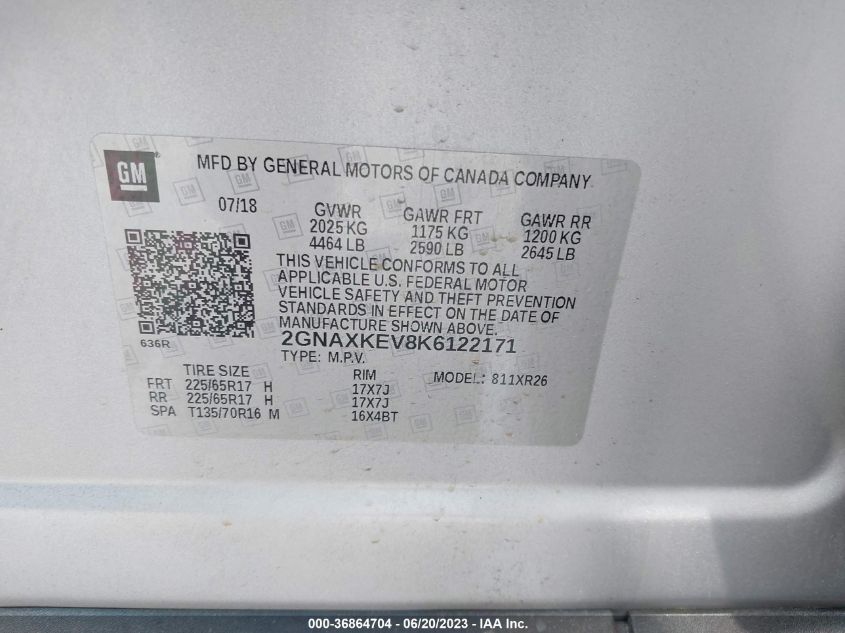 GM
MFD BY GENERAL MOTORS OF CANADA COMPANY
07/18
GVWR GAWR FRT GAWR RR
2025 KG 1175 KG 1200 KG
4464 LB 2590 LB 2645 LB
THIS VEHICLE CONFORMS TO ALL
APPLICABLE U.S. FEDERAL MOTOR
VEHICLE SAFETY AND THEFT PREVENTION
STANDARDS IN EFFECT ON THE DATE OF
MANUFACTURE SHOWN ABOVE.
636R
2GNAXKEV8K6122171
TYPE: M.P.V.
MODEL: 811XR26
TIRE SIZE RIM
FRT 225/65R17 H 17X7J
RR 225/65R17 H 17X7J
SPA T135/70R16 M 16X4BT
000-36864704 - 06/20/2023 - IAA Inc.